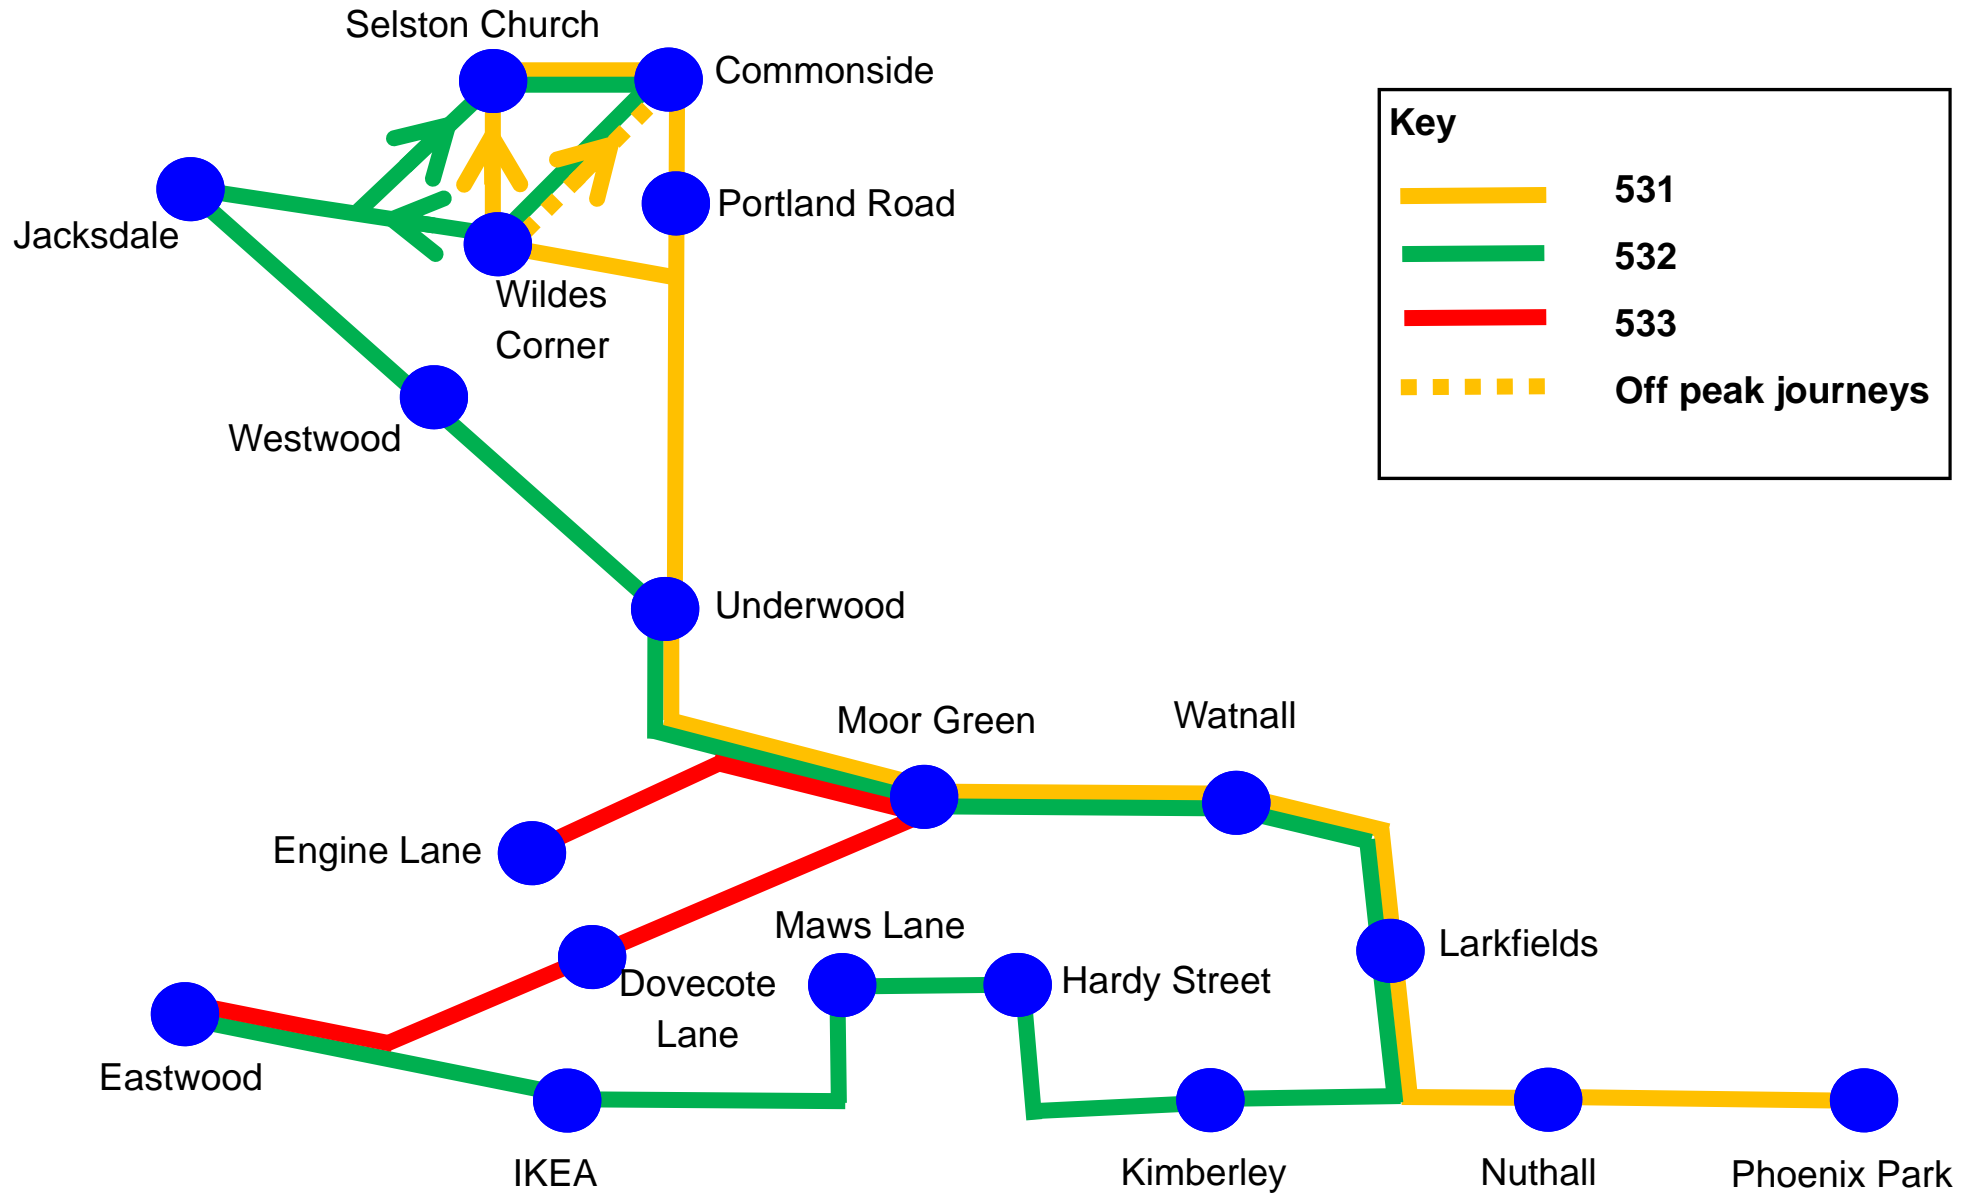 Selston Church
Commonside
Key
531
Portland Road
Jacksdale
532
Wildes
Corner
533
Off peak journeys
Westwood
Underwood
Moor Green
Watnall
Engine Lane
Maws Lane
Larkfields
Dovecote
Lane
Hardy Street
Eastwood
IKEA
Kimberley
Nuthall
Phoenix Park